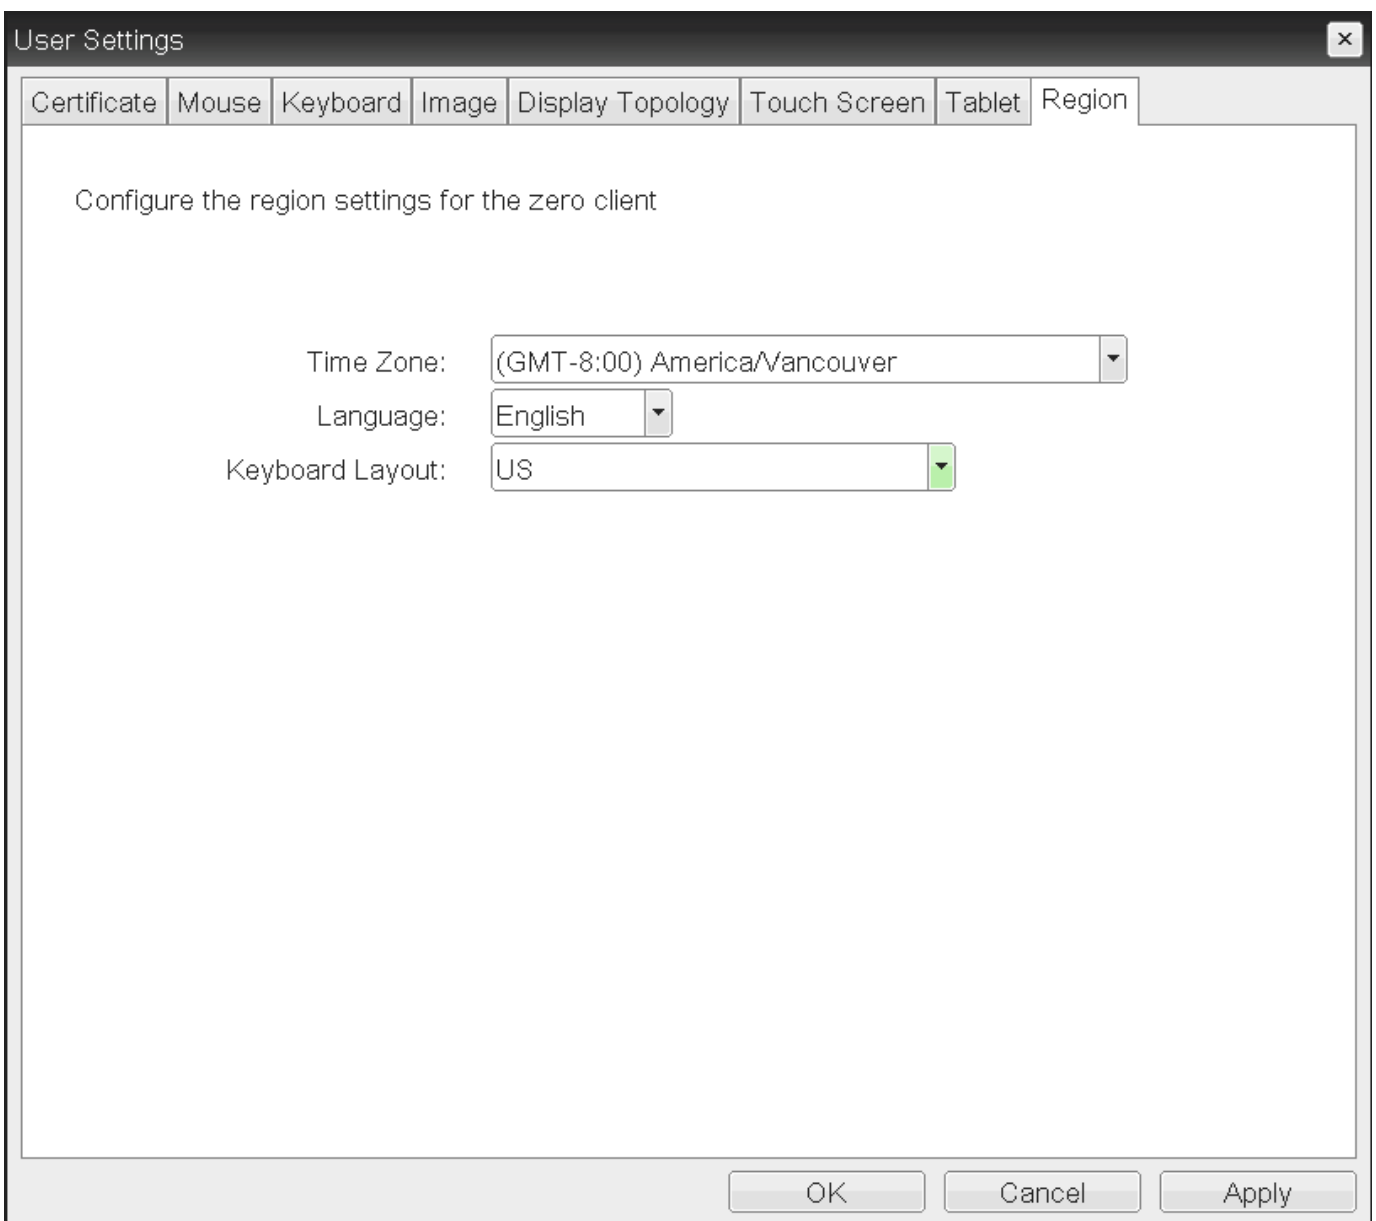 User Settings
Certificate Mouse Keyboard Image Display Topology Touch Screen Tablet Region
Configure the region settings for the zero client
Time Zone: (GMT-8:00) America/Vancouver
Language: English
Keyboard Layout: US
OK Cancel Apply